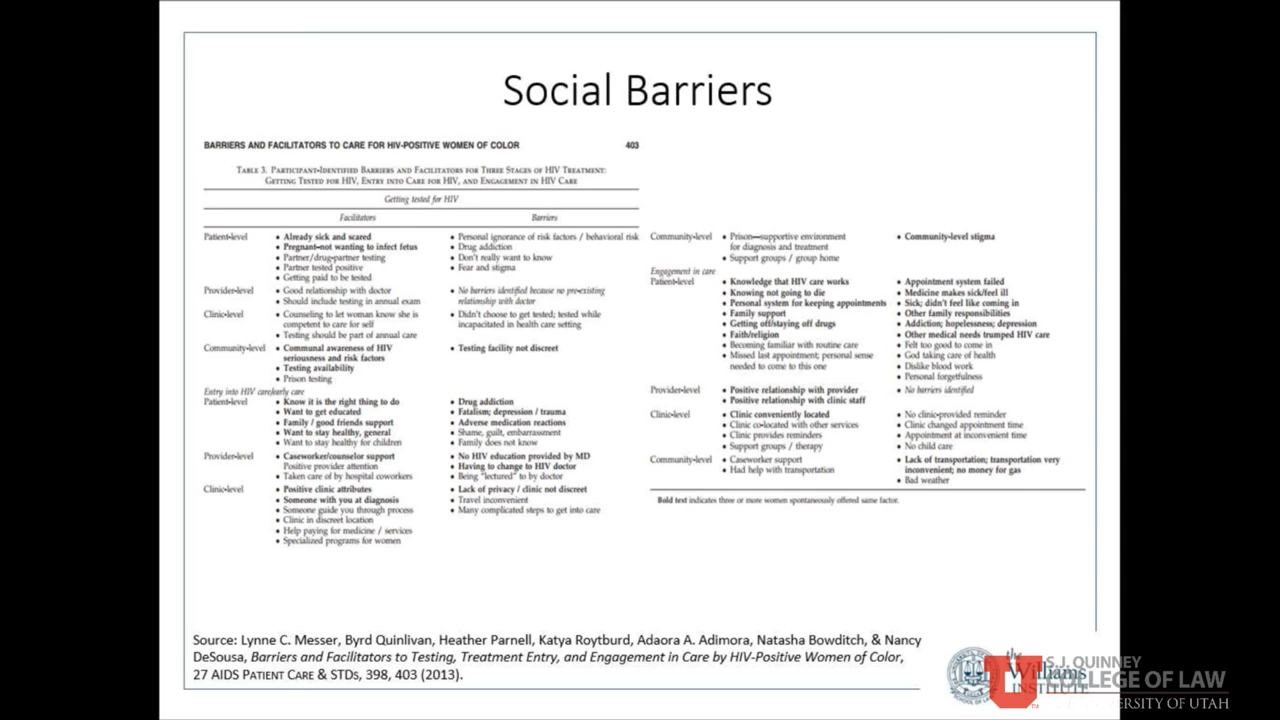 Social Barriers
BARRIERS AND FACILITATORS TO CARE FOR HIV-POSITIVE WOMEN OF COLOR 403
TABLE 3. PARTICIPANT-IDENTIFIED BARRIERS AND FACILITATORS FOR THREE STAGES OF HIV TREATMENT:
GETTING TESTED FOR HIV, ENTRY INTO CARE FOR HIV, AND ENGAGEMENT IN HIV CARE
Getting tested for HIV
Facilitators Barriers
Patient-level • Already sick and scared • Personal ignorance of risk factors / behavioral risk
• Pregnant–not wanting to infect fetus • Drug addiction
• Partner/drug-partner testing • Don't really want to know
• Partner tested positive • Fear and stigma
• Getting paid to be tested
Provider-level • Good relationship with doctor • No barriers identified because no pre-existing
• Should include testing in annual exam relationship with doctor
Clinic-level • Counseling to let woman know she is • Didn't choose to get tested; tested while
competent to care for self incapacitated in health care setting
• Testing should be part of annual care
Community-level • Communal awareness of HIV • Testing facility not discreet
seriousness and risk factors
• Testing availability
• Prison testing
Entry into HIV care/early care
Patient-level • Know it is the right thing to do • Drug addiction
• Want to get educated • Fatalism; depression / trauma
• Family / good friends support • Adverse medication reactions
• Want to stay healthy, general • Shame, guilt, embarrassment
• Want to stay healthy for children • Family does not know
Provider-level • Caseworker/counselor support • No HIV education provided by MD
Positive provider attention • Having to change to HIV doctor
• Taken care of by hospital coworkers • Being "lectured" to by doctor
Clinic-level • Positive clinic attributes • Lack of privacy / clinic not discreet
• Someone with you at diagnosis • Travel inconvenient
• Someone guide you through process • Many complicated steps to get into care
• Clinic in discreet location
• Help paying for medicine / services
• Specialized programs for women
Community-level • Prison—supportive environment • Community-level stigma
for diagnosis and treatment
• Support groups / group home
Engagement in care
Patient-level • Knowledge that HIV care works • Appointment system failed
• Knowing not going to die • Medicine makes sick/feel ill
• Personal system for keeping appointments • Sick; didn't feel like coming in
• Family support • Other family responsibilities
• Getting off/staying off drugs • Addiction; hopelessness; depression
• Faith/religion • Other medical needs trumped HIV care
• Becoming familiar with routine care • Felt too good to come in
• Missed last appointment; personal sense • God taking care of health
needed to come to this one • Dislike blood work
• Personal forgetfulness
Provider-level • Positive relationship with provider • No barriers identified
• Positive relationship with clinic staff
Clinic-level • Clinic conveniently located • No clinic-provided reminder
• Clinic co-located with other services • Clinic changed appointment time
• Clinic provides reminders • Appointment at inconvenient time
• Support groups / therapy • No child care
Community-level • Caseworker support • Lack of transportation; transportation very
• Had help with transportation inconvenient; no money for gas
• Bad weather
Bold text indicates three or more women spontaneously offered same factor.
Source: Lynne C. Messer, Byrd Quinlivan, Heather Parnell, Katya Roytburd, Adaora A. Adimora, Natasha Bowditch, & Nancy
DeSousa, Barriers and Facilitators to Testing, Treatment Entry, and Engagement in Care by HIV-Positive Women of Color,
27 AIDS PATIENT CARE & STDS, 398, 403 (2013).
the
Williams
INSTITUTE
S.J. QUINNEY
COLLEGE OF LAW
UNIVERSITY OF UTAH